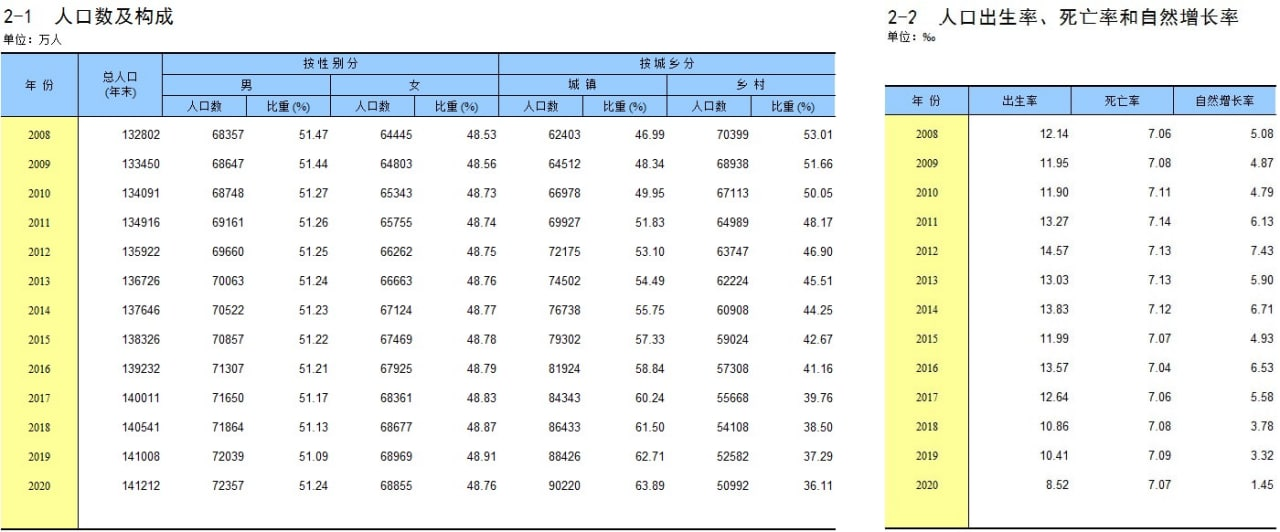 2-1 人口数及构成
单位：万人
年 份 总人口 (年末) 按性别分 按城乡分
男 女 城 镇 乡 村
人口数 比重(%) 人口数 比重(%) 人口数 比重(%) 人口数 比重(%)
2008 132802 68357 51.47 64445 48.53 62403 46.99 70399 53.01
2009 133450 68647 51.44 64803 48.56 64512 48.34 68938 51.66
2010 134091 68748 51.27 65343 48.73 66978 49.95 67113 50.05
2011 134916 69161 51.26 65755 48.74 69927 51.83 64989 48.17
2012 135922 69660 51.25 66262 48.75 72175 53.10 63747 46.90
2013 136726 70063 51.24 66663 48.76 74502 54.49 62224 45.51
2014 137646 70522 51.23 67124 48.77 76738 55.75 60908 44.25
2015 138326 70857 51.22 67469 48.78 79302 57.33 59024 42.67
2016 139232 71307 51.21 67925 48.79 81924 58.84 57308 41.16
2017 140011 71650 51.17 68361 48.83 84343 60.24 55668 39.76
2018 140541 71864 51.13 68677 48.87 86433 61.50 54108 38.50
2019 141008 72039 51.09 68969 48.91 88426 62.71 52582 37.29
2020 141212 72357 51.24 68855 48.76 90220 63.89 50992 36.11
2-2 人口出生率、死亡率和自然增长率
单位：‰
年 份 出生率 死亡率 自然增长率
2008 12.14 7.06 5.08
2009 11.95 7.08 4.87
2010 11.90 7.11 4.79
2011 13.27 7.14 6.13
2012 14.57 7.13 7.43
2013 13.03 7.13 5.90
2014 13.83 7.12 6.71
2015 11.99 7.07 4.93
2016 13.57 7.04 6.53
2017 12.64 7.06 5.58
2018 10.86 7.08 3.78
2019 10.41 7.09 3.32
2020 8.52 7.07 1.45